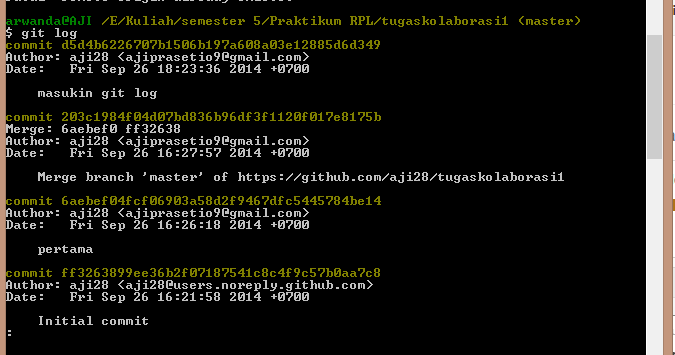 arwanda@AJI /E/Kuliah/semester 5/Praktikum RPL/tugaskolaborasi1 (master)
$ git log
commit d5d4b6226707b1506b197a608a03e12885d6d349
Author: aji28 <ajiprasetio9@gmail.com>
Date:   Fri Sep 26 18:23:36 2014 +0700
    masukin git log
commit 203c1984f04d07bd836b96df3f1120f017e8175b
Merge: 6aebef0 ff32638
Author: aji28 <ajiprasetio9@gmail.com>
Date:   Fri Sep 26 16:27:57 2014 +0700
    Merge branch 'master' of https://github.com/aji28/tugaskolaborasi1
commit 6aebef04fcf06903a58d2f9467dfc5445784be14
Author: aji28 <ajiprasetio9@gmail.com>
Date:   Fri Sep 26 16:26:18 2014 +0700
    pertama
commit ff3263899ee36b2f07187541c8c4f9c57b0aa7c8
Author: aji28 <aji28@users.noreply.github.com>
Date:   Fri Sep 26 16:21:58 2014 +0700
    Initial commit
: